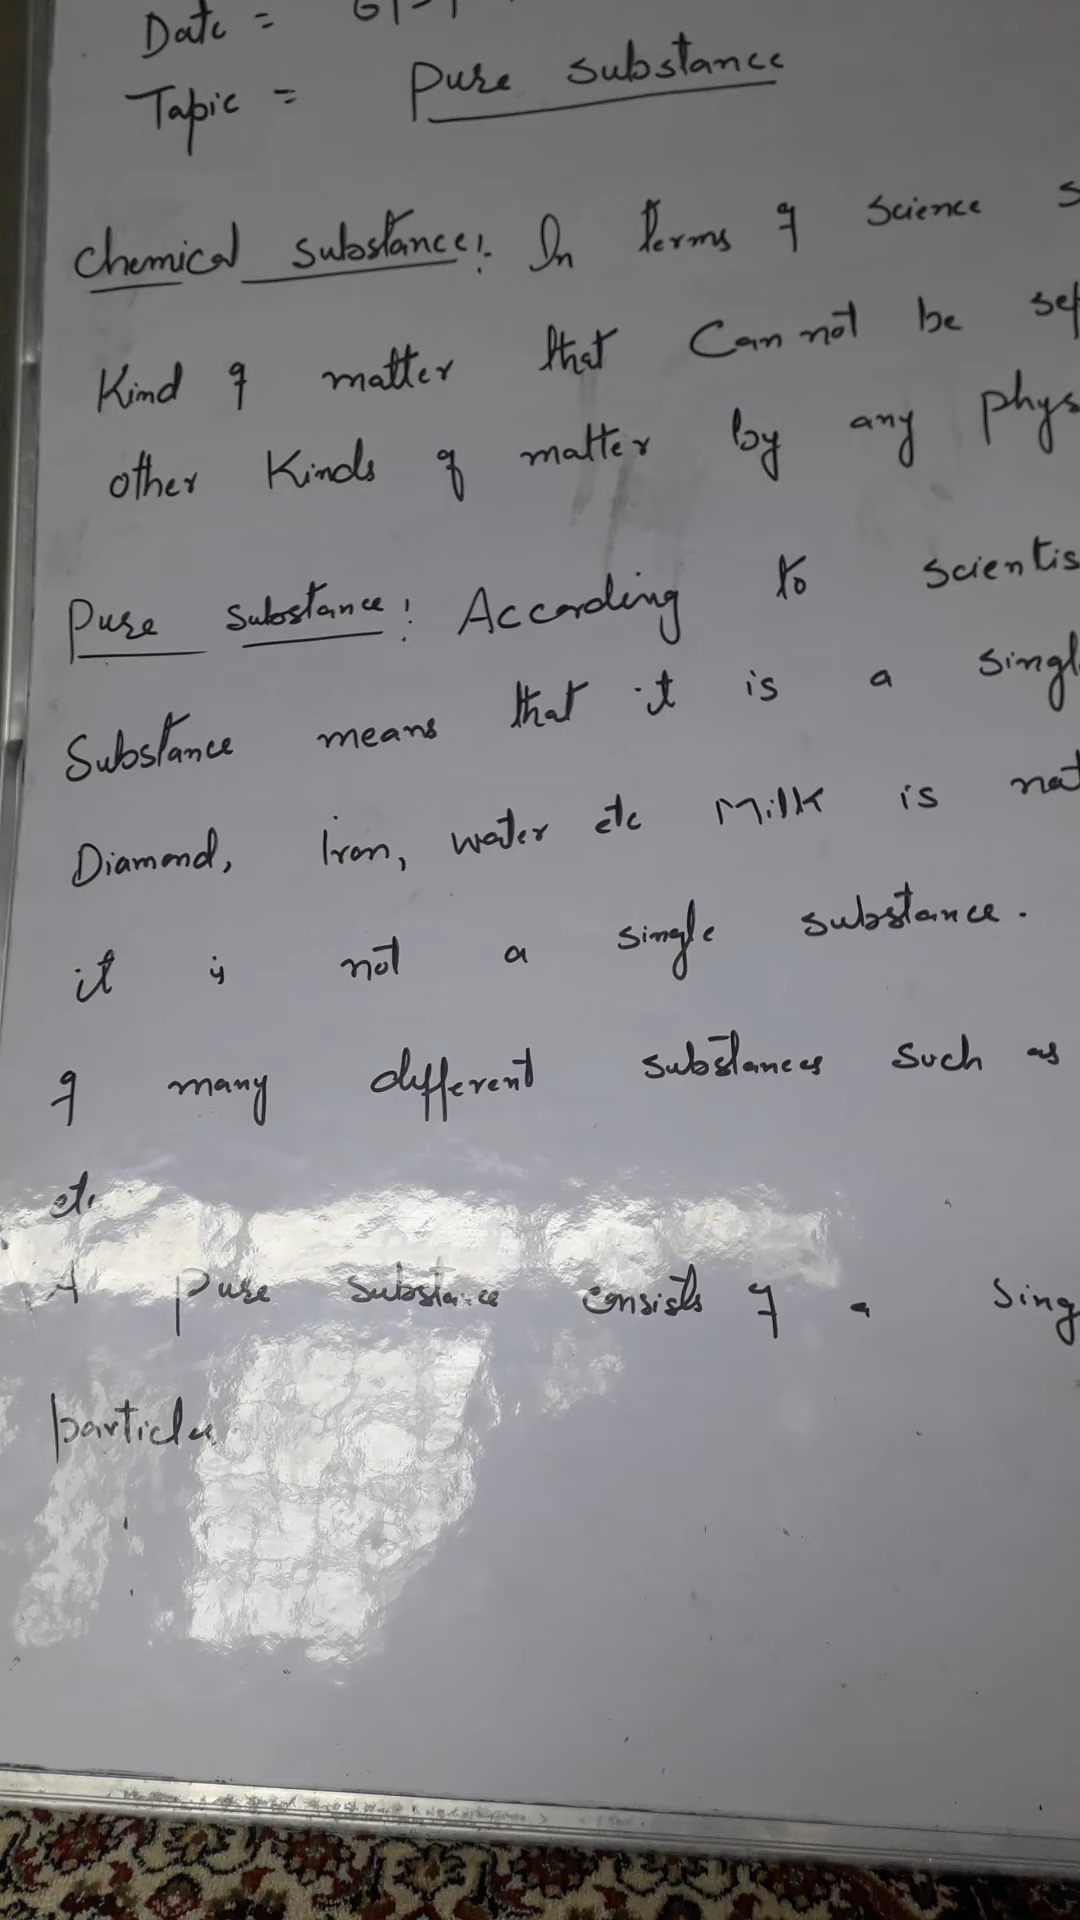 Date =
Tapic = Pure substance
Chemical substance: In terms of science
Kind of matter that Can not be
other Kinds of matter by any
Pure substance: According to
Substance means that it is a
Diamond, Iron, water etc Milk is
it is not a single substance.
of many different substances such as
etc
A pure substance consists of a
particles